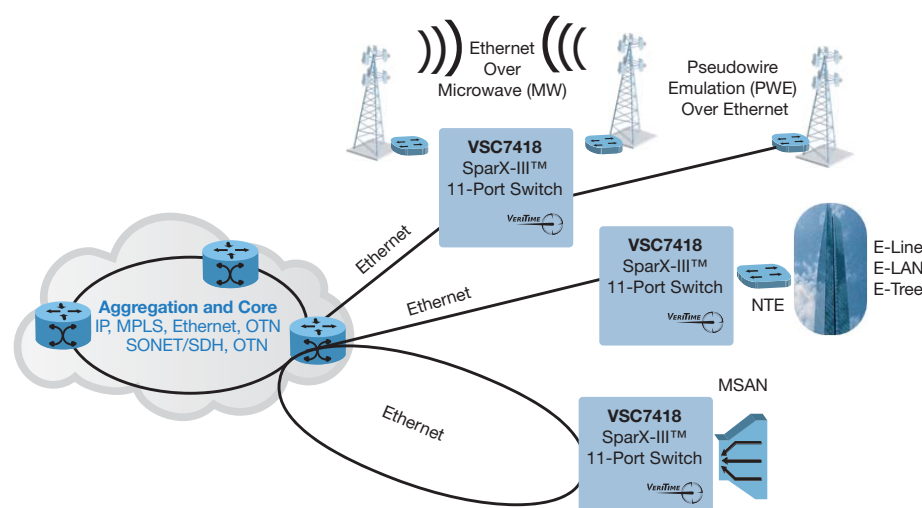 Ethernet
Over
Microwave (MW)
Pseudowire
Emulation (PWE)
Over Ethernet
VSC7418
SparX-III™
11-Port Switch
VERITIME
Ethernet
VSC7418
SparX-III™
11-Port Switch
VERITIME
NTE
E-Line
E-LAN
E-Tree
Ethernet
Aggregation and Core
IP, MPLS, Ethernet, OTN
SONET/SDH, OTN
Ethernet
MSAN
VSC7418
SparX-III™
11-Port Switch
VERITIME